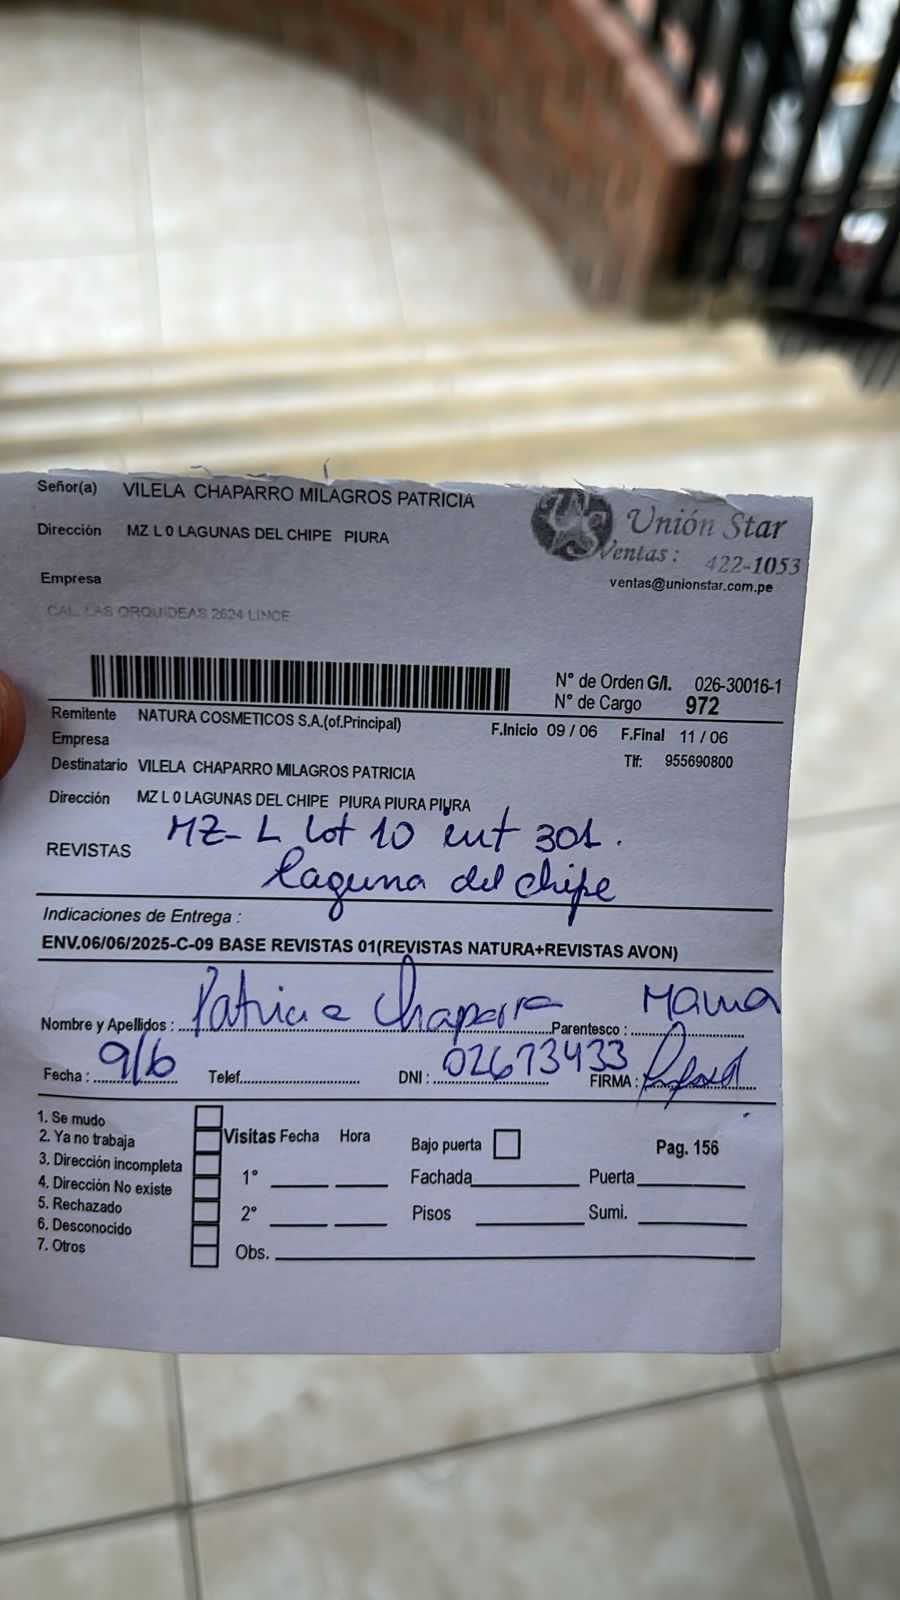 Señor(a) VILELA CHAPARRO MILAGROS PATRICIA
Unión Star
Dirección MZ L 0 LAGUNAS DEL CHIPE PIURA
Ventas: 422-1053
Empresa
ventas@unionstar.com.pe
CAL. LAS ORQUIDEAS 2624 LINCE
N° de Orden G/I. 026-30016-1
N° de Cargo 972
Remitente NATURA COSMETICOS S.A.(of.Principal)
F.Inicio 09 / 06 F.Final 11 / 06
Empresa
Tlf: 955690800
Destinatario VILELA CHAPARRO MILAGROS PATRICIA
Dirección MZ L 0 LAGUNAS DEL CHIPE PIURA PIURA PIURA
MZ- L Lot 10 int 301.
REVISTAS
Laguna del chipe
Indicaciones de Entrega :
ENV.06/06/2025-C-09 BASE REVISTAS 01(REVISTAS NATURA+REVISTAS AVON)
Nombre y Apellidos : Patricia Chaparro Parentesco : Mama
Fecha : 9/6 Telef. DNI : 02673433 FIRMA :
1. Se mudo
2. Ya no trabaja
3. Dirección incompleta
4. Dirección No existe
5. Rechazado
6. Desconocido
7. Otros
Visitas Fecha Hora Bajo puerta Pag. 156
1° Fachada Puerta
2° Pisos Sumi.
Obs.